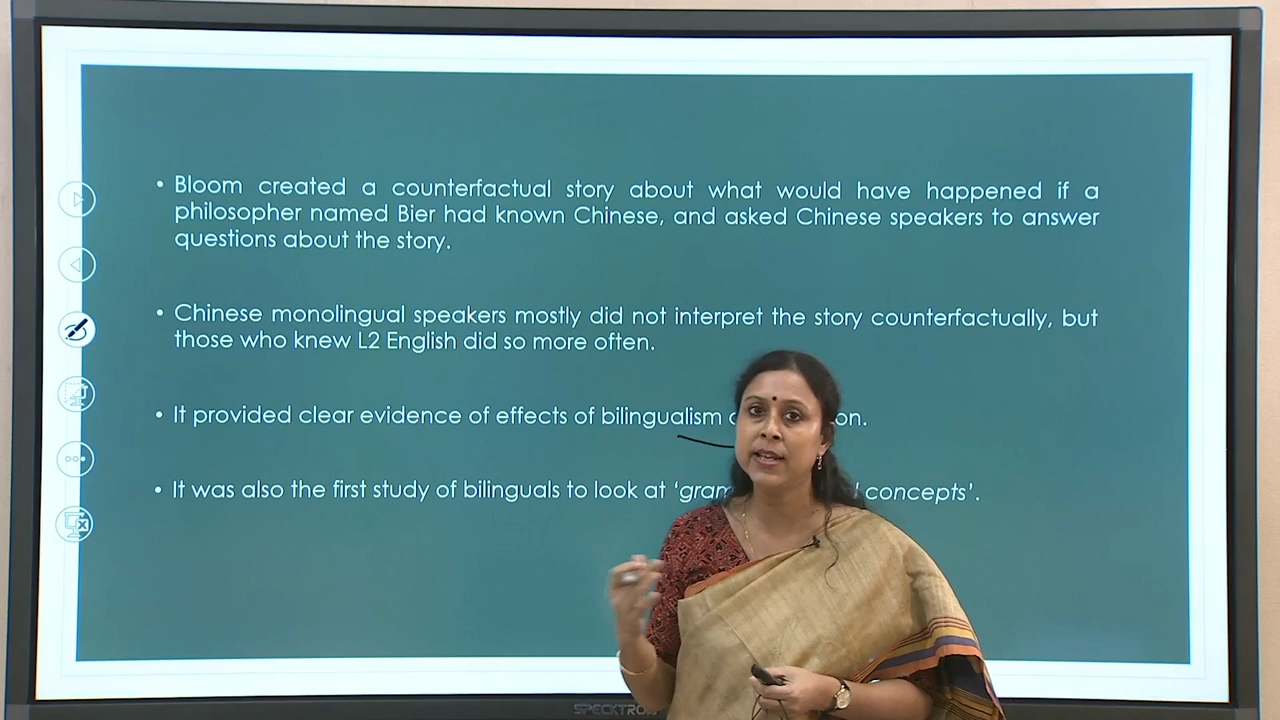 • Bloom created a counterfactual story about what would have happened if a
philosopher named Bier had known Chinese, and asked Chinese speakers to answer
questions about the story.
• Chinese monolingual speakers mostly did not interpret the story counterfactually, but
those who knew L2 English did so more often.
• It provided clear evidence of effects of bilingualism
• It was also the first study of bilinguals to look at concepts'.
SPECKTRON